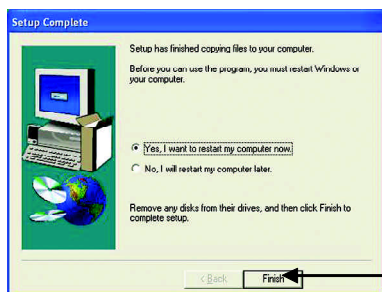 Setup Complete
Setup has finished copying files to your computer.
Before you can use the program, you must restart Windows or
your computer.
Yes, I want to restart my computer now.
No, I will restart my computer later.
Remove any disks from their drives, and then click Finish to
complete setup.
< Back
Finish